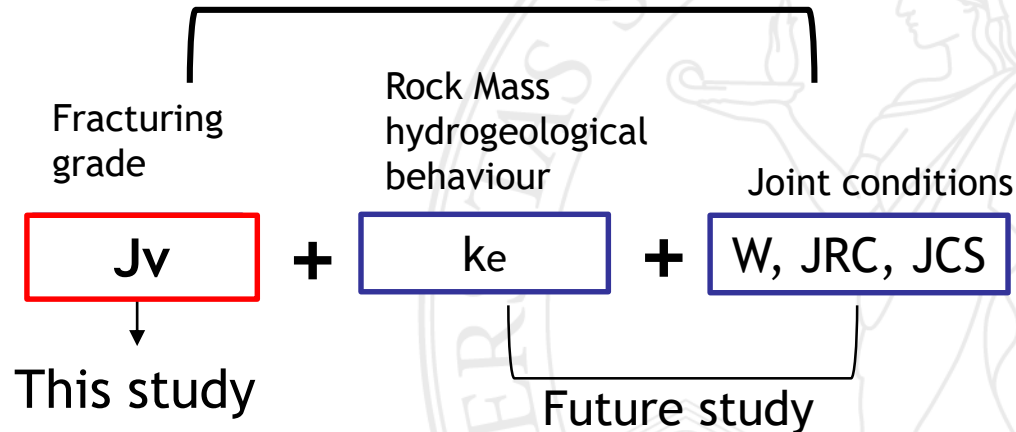 Fracturing
grade
Rock Mass
hydrogeological
behaviour
Joint conditions
Jv + ke + W, JRC, JCS
This study
Future study